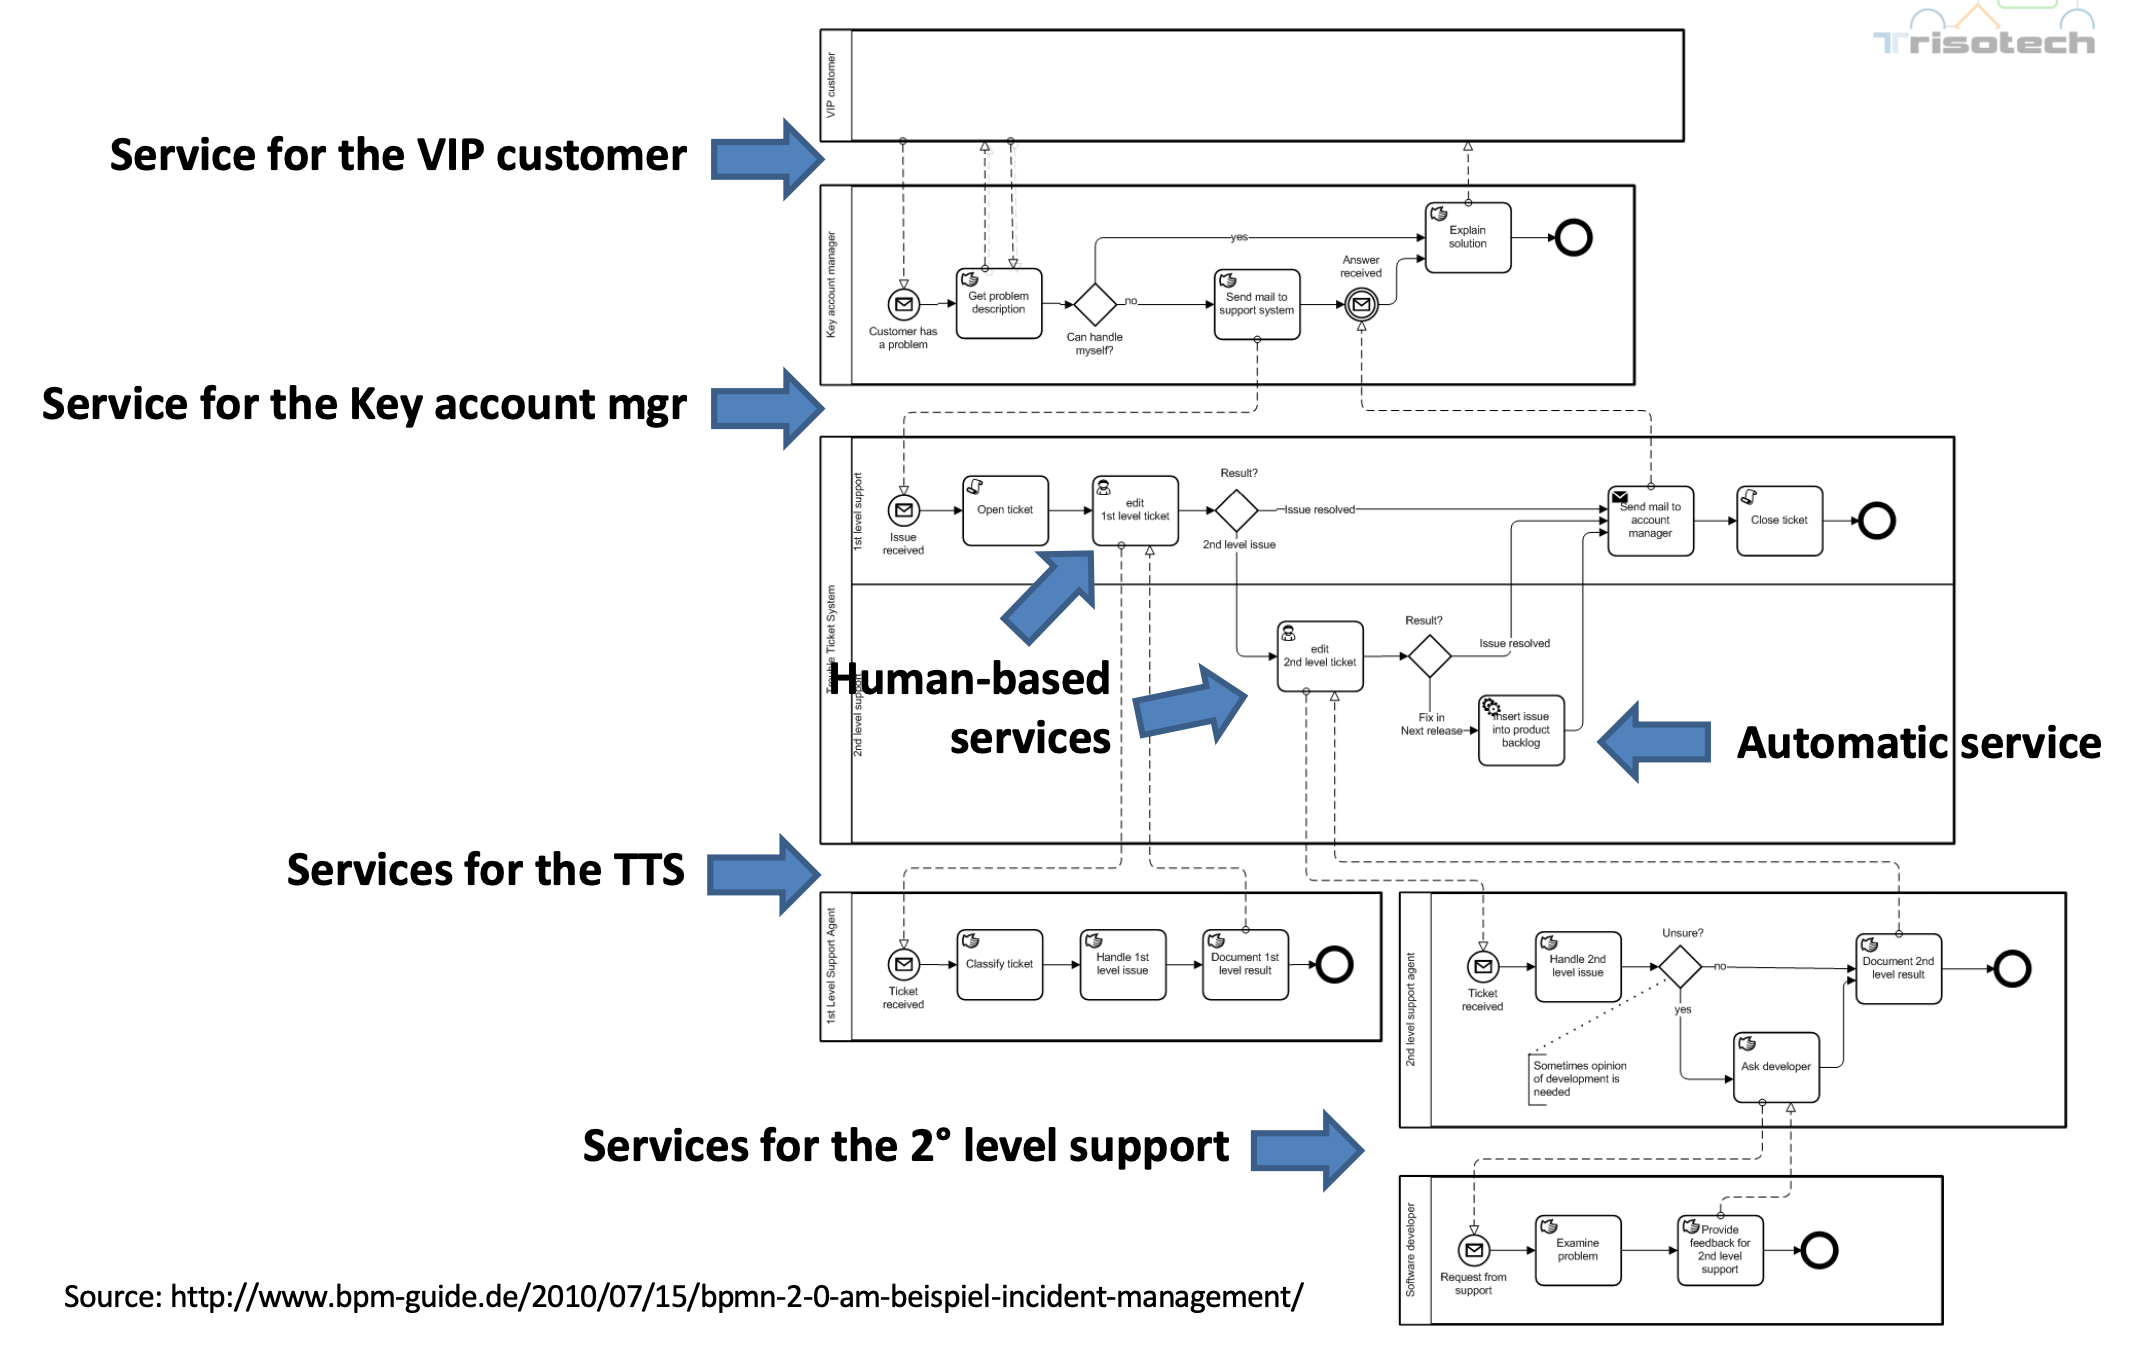 Trisotech
VIP customer
Service for the VIP customer
Key account manager
Customer has
a problem
Get problem
description
Can handle
myself?
yes
no
Send mail to
support system
Answer
received
Explain
solution
Service for the Key account mgr
Trouble Ticket System
1st level support
Issue
received
Open ticket
edit
1st level ticket
Result?
Issue resolved
2nd level issue
Send mail to
account
manager
Close ticket
2nd level support
Human-based
services
edit
2nd level ticket
Result?
Issue resolved
Fix in
Next release
Insert issue
into product
backlog
Automatic service
Services for the TTS
1st Level Support Agent
Ticket
received
Classify ticket
Handle 1st
level issue
Document 1st
level result
2nd level support agent
Ticket
received
Handle 2nd
level issue
Unsure?
no
yes
Document 2nd
level result
Sometimes opinion
of development is
needed
Ask developer
Services for the 2° level support
Software developer
Request from
support
Examine
problem
Provide
feedback for
2nd level
support
Source: http://www.bpm-guide.de/2010/07/15/bpmn-2-0-am-beispiel-incident-management/